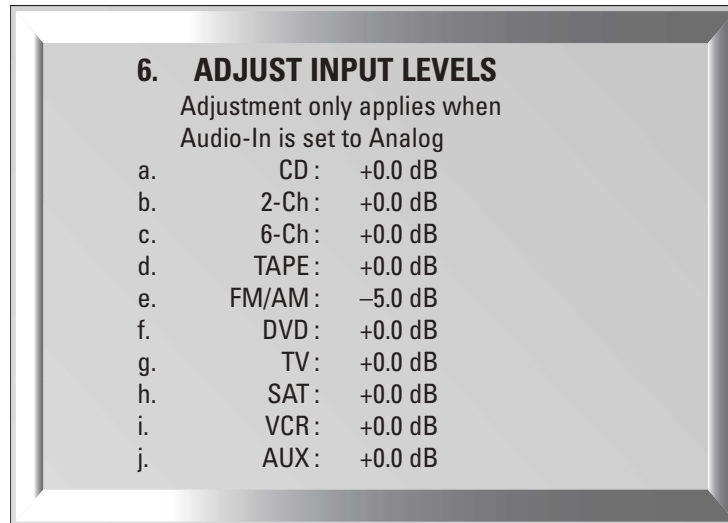 6. ADJUST INPUT LEVELS
Adjustment only applies when
Audio-In is set to Analog
a. CD : +0.0 dB
b. 2-Ch : +0.0 dB
c. 6-Ch : +0.0 dB
d. TAPE : +0.0 dB
e. FM/AM : –5.0 dB
f. DVD : +0.0 dB
g. TV : +0.0 dB
h. SAT : +0.0 dB
i. VCR : +0.0 dB
j. AUX : +0.0 dB